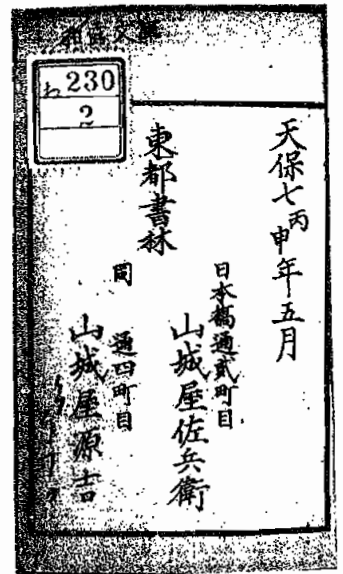 わ230
2
天保七丙申年五月
東都書林
日本橋通貳町目
山城屋佐兵衛
同 通四町目
山城屋源吉